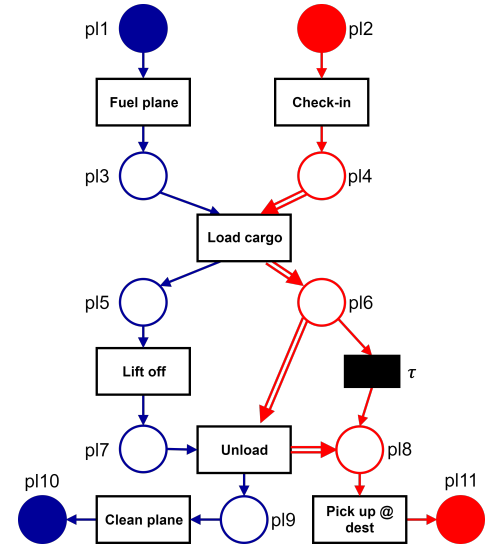 pl1
pl2
Fuel plane
Check-in
pl3
pl4
Load cargo
pl5
pl6
Lift off
τ
pl7
Unload
pl8
pl10
pl11
Clean plane
pl9
Pick up @
dest